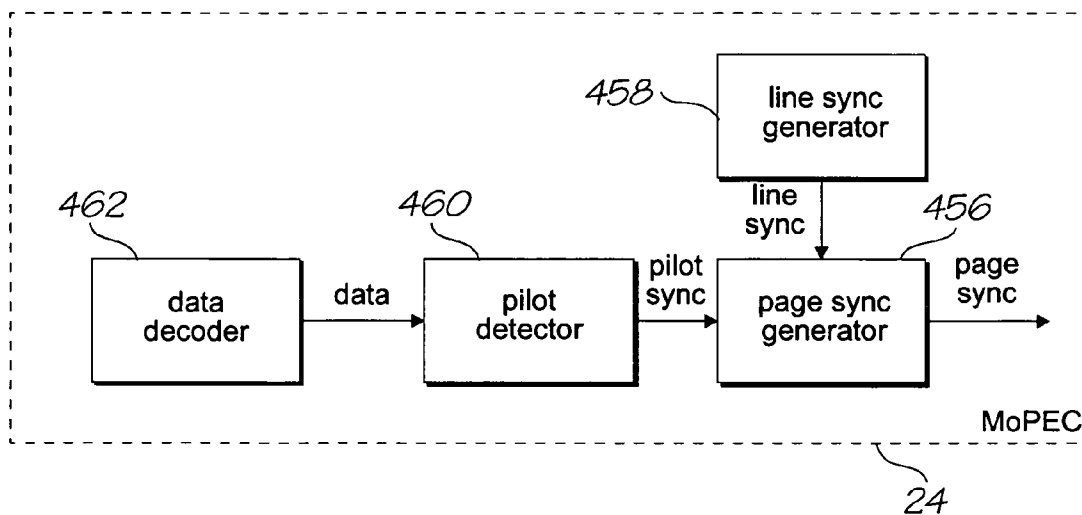 458
line sync
generator
line
sync
462
460
456
data
decoder
data
pilot
detector
pilot
sync
page sync
generator
page
sync
MoPEC
24